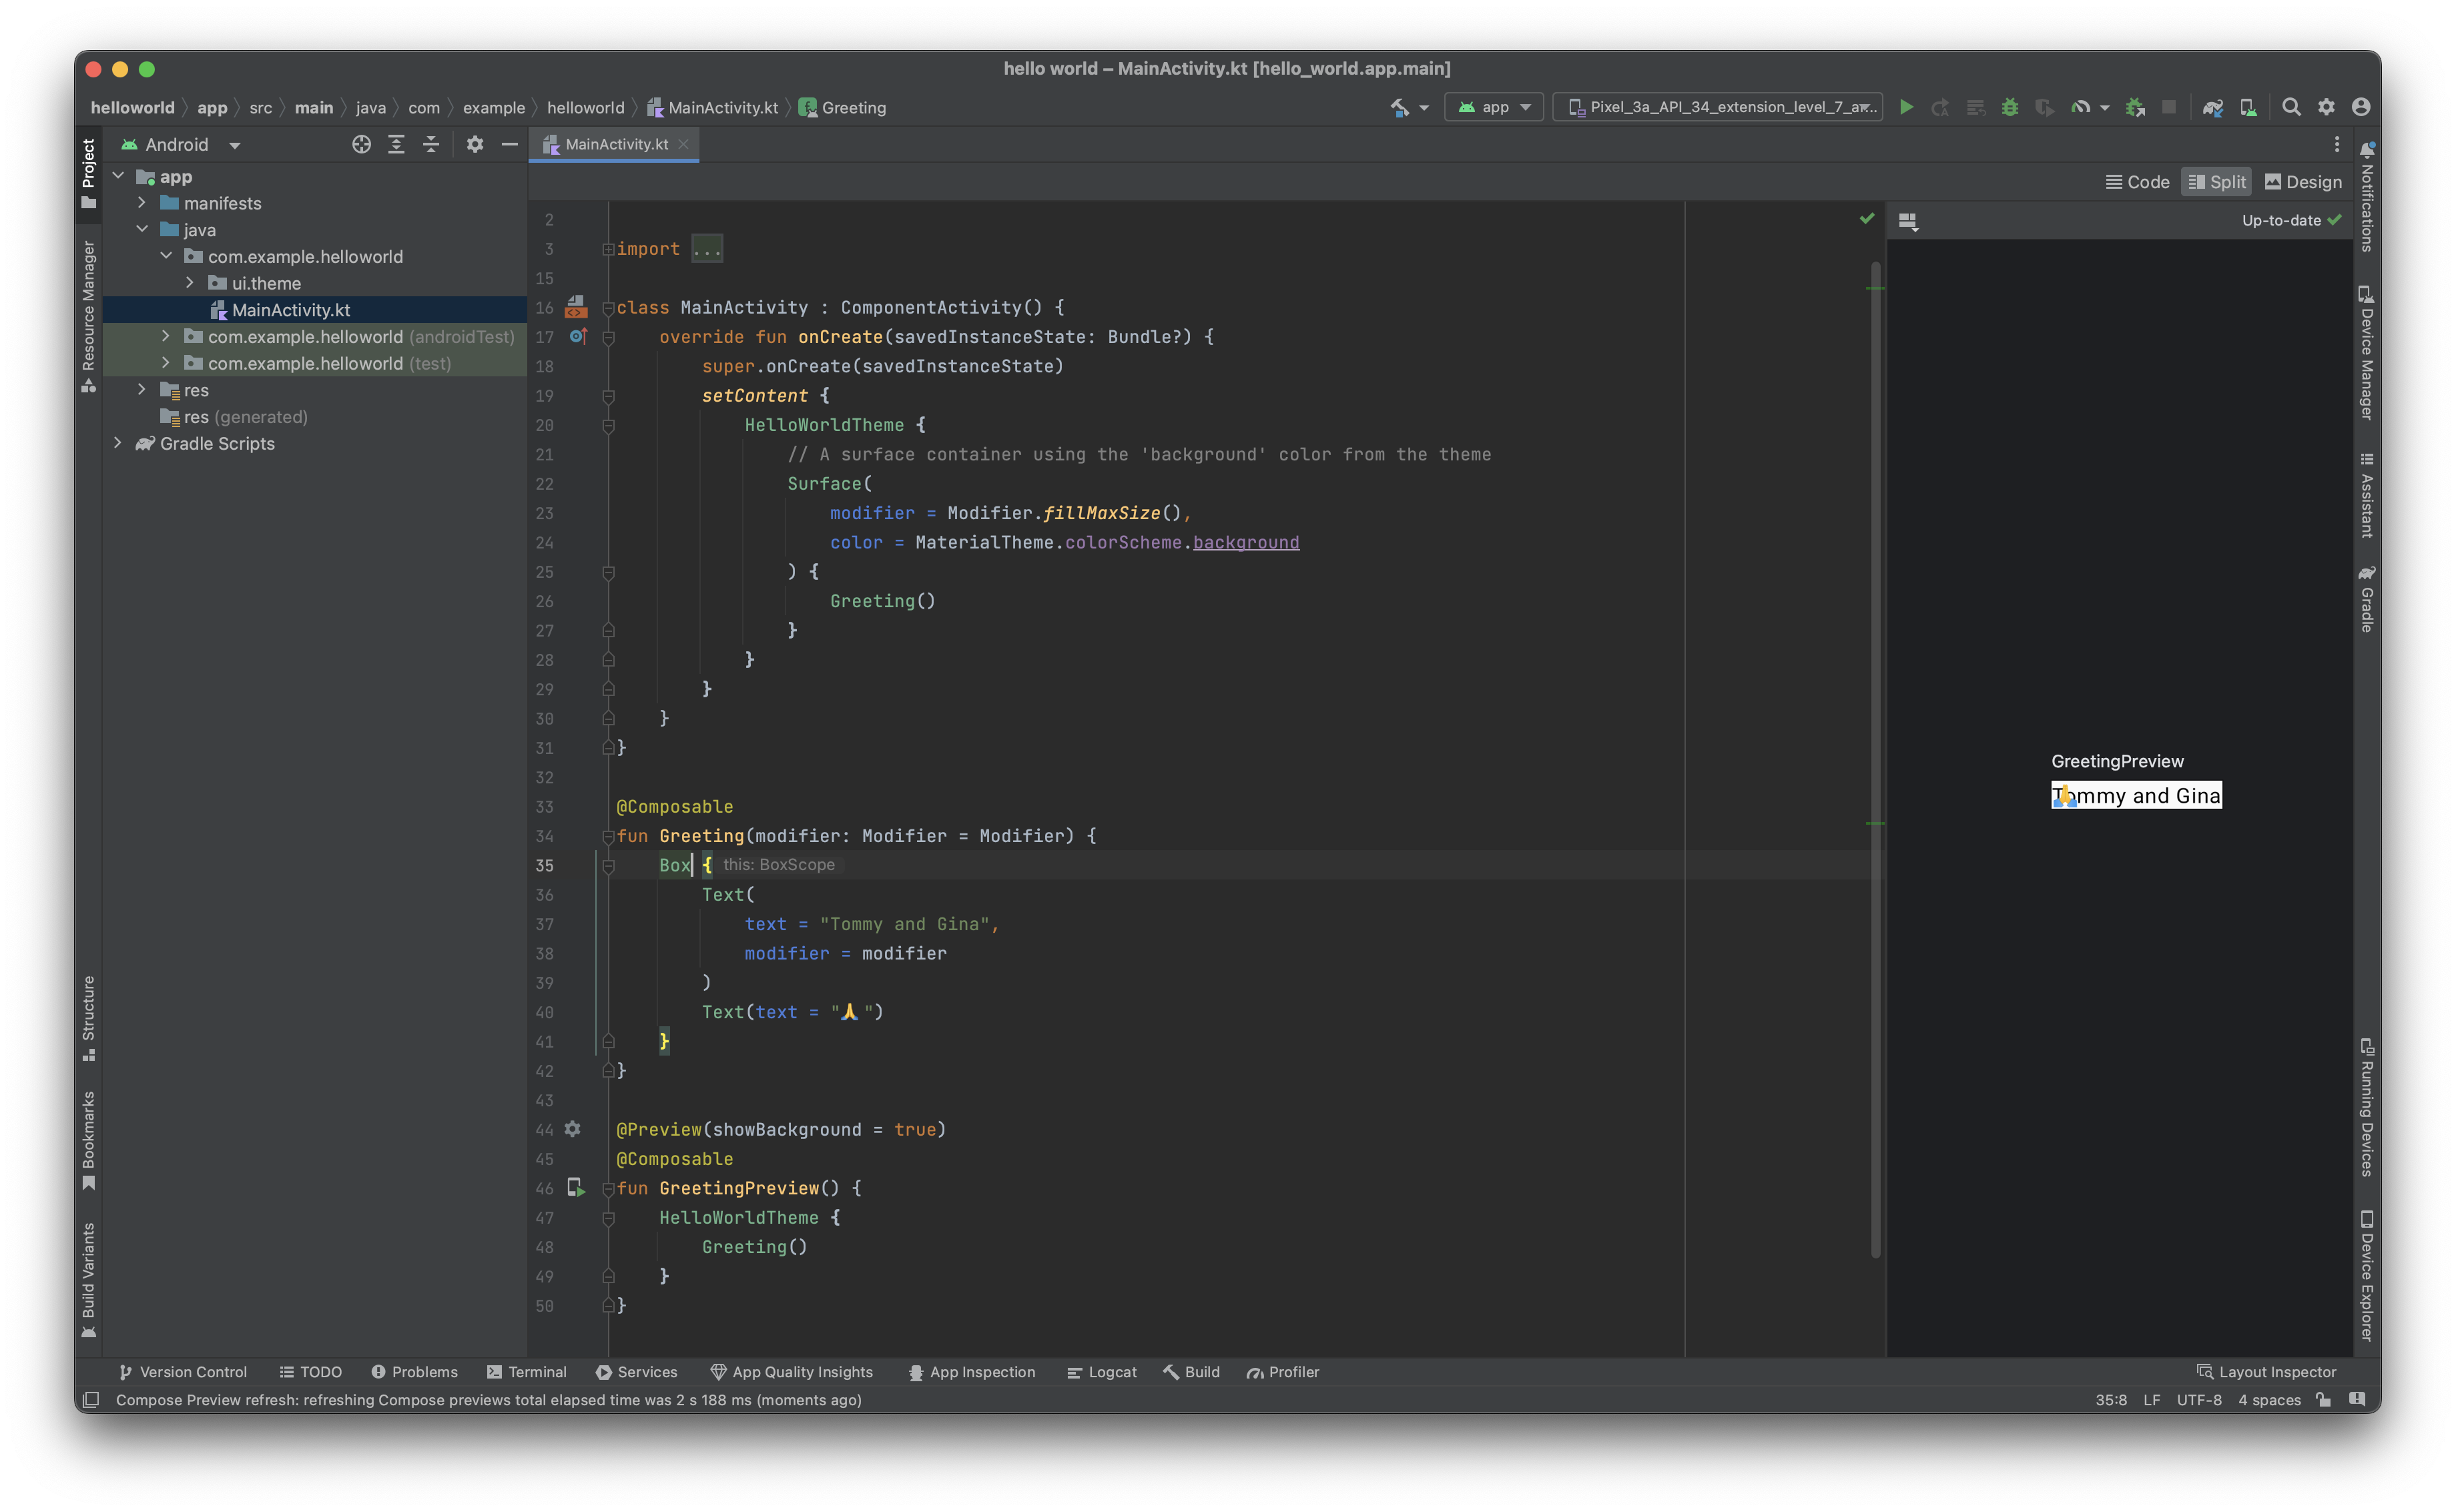 hello world – MainActivity.kt [hello_world.app.main]
helloworld app src main java com example helloworld MainActivity.kt Greeting
app Pixel_3a_API_34_extension_level_7_a...
Project
Resource Manager
Structure
Bookmarks
Build Variants
Android
app
manifests
java
com.example.helloworld
ui.theme
MainActivity.kt
com.example.helloworld (androidTest)
com.example.helloworld (test)
res
res (generated)
Gradle Scripts
MainActivity.kt
Code Split Design
2
3 import ...
15
16 class MainActivity : ComponentActivity() {
17 override fun onCreate(savedInstanceState: Bundle?) {
18 super.onCreate(savedInstanceState)
19 setContent {
20 HelloWorldTheme {
21 // A surface container using the 'background' color from the theme
22 Surface(
23 modifier = Modifier.fillMaxSize(),
24 color = MaterialTheme.colorScheme.background
25 ) {
26 Greeting()
27 }
28 }
29 }
30 }
31 }
32
33 @Composable
34 fun Greeting(modifier: Modifier = Modifier) {
35 Box { this: BoxScope
36 Text(
37 text = "Tommy and Gina",
38 modifier = modifier
39 )
40 Text(text = "🙏")
41 }
42 }
43
44 @Preview(showBackground = true)
45 @Composable
46 fun GreetingPreview() {
47 HelloWorldTheme {
48 Greeting()
49 }
50 }
Up-to-date
GreetingPreview
Tommy and Gina
Notifications
Device Manager
Assistant
Gradle
Running Devices
Device Explorer
Version Control TODO Problems Terminal Services App Quality Insights App Inspection Logcat Build Profiler Layout Inspector
Compose Preview refresh: refreshing Compose previews total elapsed time was 2 s 188 ms (moments ago) 35:8 LF UTF-8 4 spaces